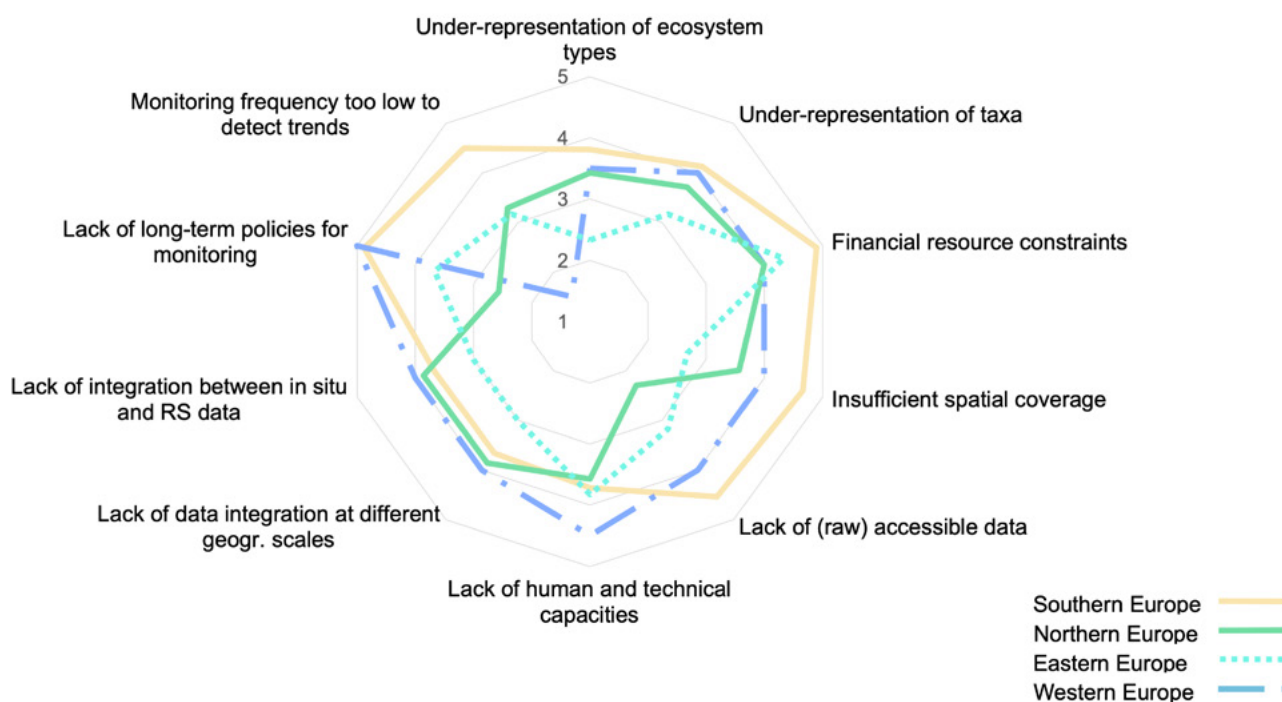 Under-representation of ecosystem
types
5
Monitoring frequency too low to
detect trends
Under-representation of taxa
4
3
Lack of long-term policies for
monitoring
Financial resource constraints
2
1
Lack of integration between in situ
and RS data
Insufficient spatial coverage
Lack of data integration at different
geogr. scales
Lack of (raw) accessible data
Lack of human and technical
capacities
Southern Europe
Northern Europe
Eastern Europe
Western Europe